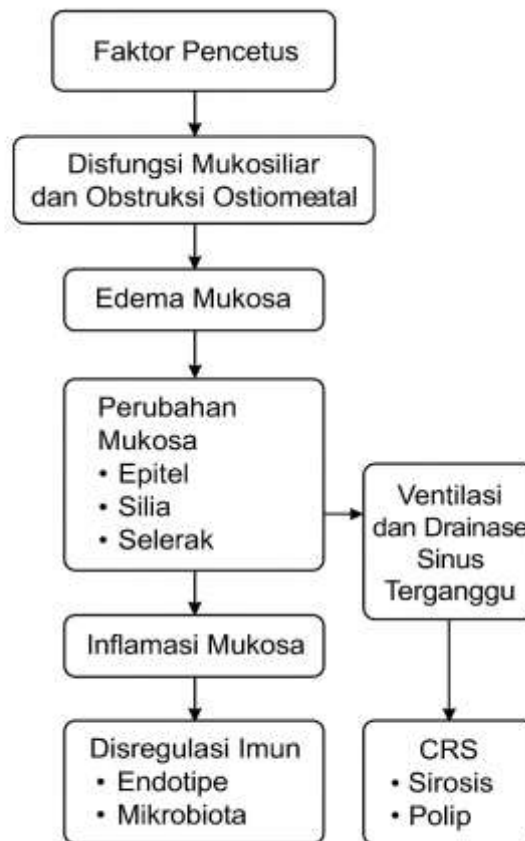 Faktor Pencetus
Disfungsi Mukosiliar
dan Obstruksi Ostiomeatal
Edema Mukosa
Perubahan
Mukosa
• Epitel
• Silia
• Selerak
Ventilasi
dan Drainase
Sinus
Terganggu
Inflamasi Mukosa
Disregulasi Imun
• Endotipe
• Mikrobiota
CRS
• Sirosis
• Polip